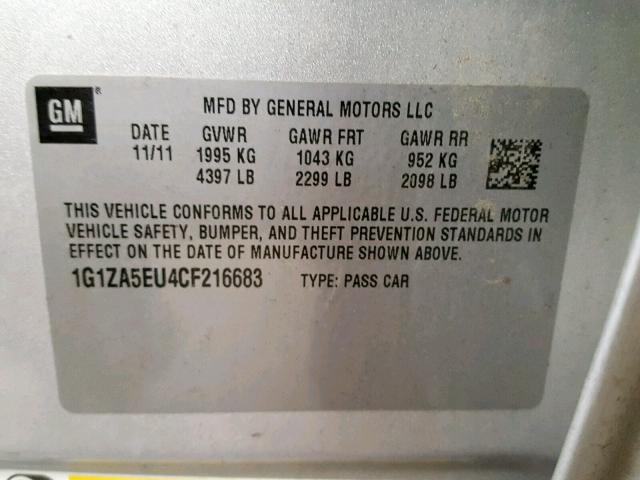 GM ®
MFD BY GENERAL MOTORS LLC
DATE GVWR GAWR FRT GAWR RR
11/11 1995 KG 1043 KG 952 KG
4397 LB 2299 LB 2098 LB
THIS VEHICLE CONFORMS TO ALL APPLICABLE U.S. FEDERAL MOTOR
VEHICLE SAFETY, BUMPER, AND THEFT PREVENTION STANDARDS IN
EFFECT ON THE DATE OF MANUFACTURE SHOWN ABOVE.
1G1ZA5EU4CF216683 TYPE: PASS CAR